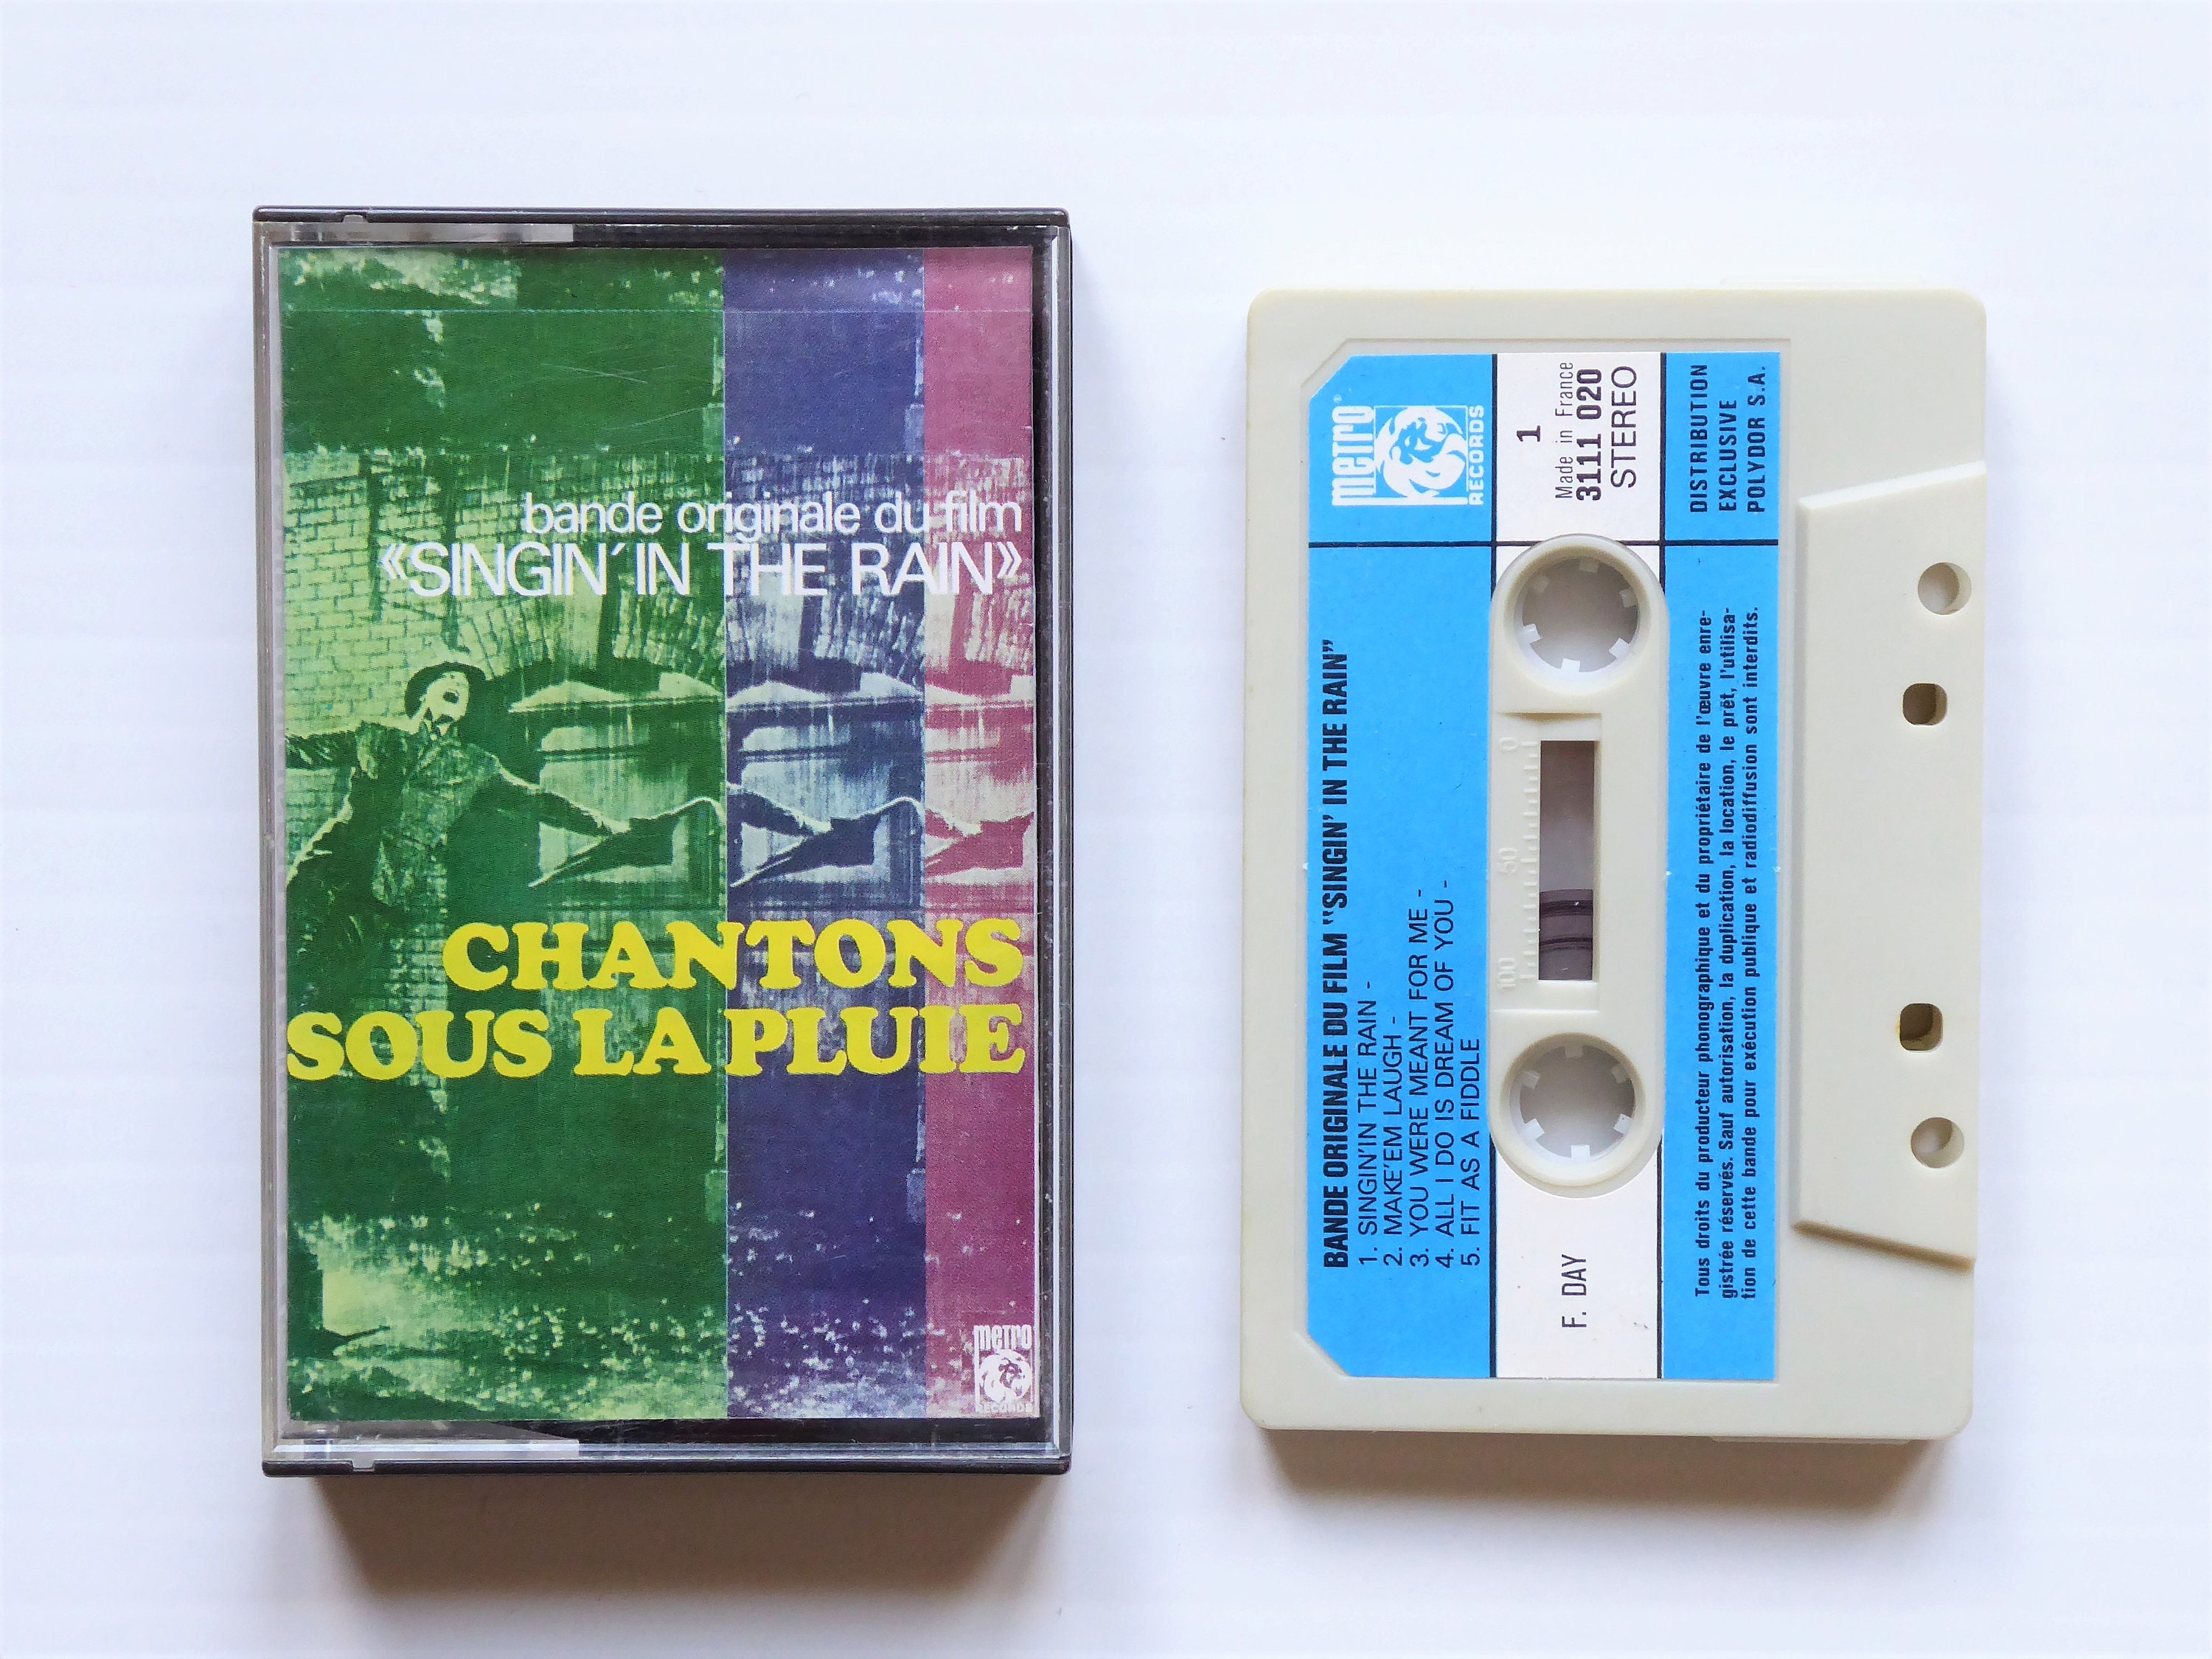 bande originale du film
«SINGIN´IN THE RAIN»
CHANTONS
SOUS LA PLUIE
metro
RECORDS
metro®
RECORDS
1
Made in France
3111 020
STEREO
DISTRIBUTION
EXCLUSIVE
POLYDOR S.A.
BANDE ORIGINALE DU FILM "SINGIN' IN THE RAIN"
1. SINGIN'IN THE RAIN -
2. MAKE'EM LAUGH -
3. YOU WERE MEANT FOR ME -
4. ALL I DO IS DREAM OF YOU -
5. FIT AS A FIDDLE
100 50 0
F. DAY
Tous droits du producteur phonographique et du propriétaire de l'œuvre enre-
gistrée réservés. Sauf autorisation, la duplication, la location, le prêt, l'utilisa-
tion de cette bande pour exécution publique et radiodiffusion sont interdits.